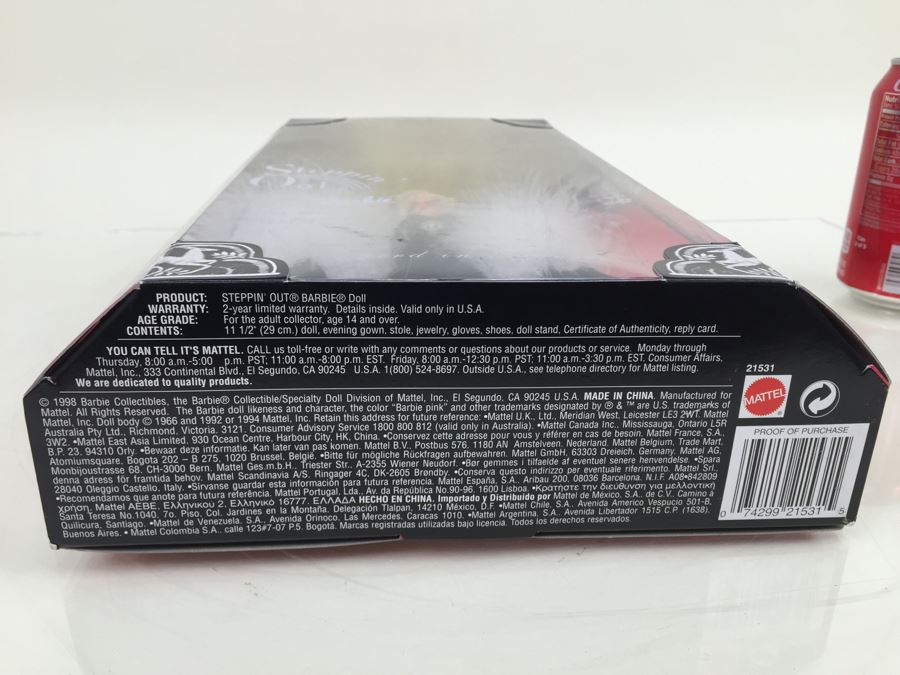 Steppin'
Out
PRODUCT: STEPPIN' OUT® BARBIE® Doll
WARRANTY: 2-year limited warranty. Details inside. Valid only in U.S.A.
AGE GRADE: For the adult collector, age 14 and over.
CONTENTS: 11 1/2" (29 cm.) doll, evening gown, stole, jewelry, gloves, shoes, doll stand, Certificate of Authenticity, reply card.
YOU CAN TELL IT'S MATTEL. CALL us toll-free or write with any comments or questions about our products or service. Monday through
Thursday, 8:00 a.m.-5:00 p.m. PST; 11:00 a.m.-8:00 p.m. EST. Friday, 8:00 a.m.-12:30 p.m. PST; 11:00 a.m.-3:30 p.m. EST. Consumer Affairs,
Mattel, Inc., 333 Continental Blvd., El Segundo, CA 90245 U.S.A. 1(800) 524-8697. Outside U.S.A., see telephone directory for Mattel listing.
We are dedicated to quality products.
© 1998 Barbie Collectibles, the Barbie® Collectible/Specialty Doll Division of Mattel, Inc., El Segundo, CA 90245 U.S.A. MADE IN CHINA. Manufactured for
Mattel. All Rights Reserved. The Barbie doll likeness and character, the color "Barbie pink" and other trademarks designated by ® & ™ are U.S. trademarks of
Mattel, Inc. Doll body © 1966 and 1992 or 1994 Mattel, Inc. Retain this address for future reference: •Mattel U.K., Ltd., Meridian West, Leicester LE3 2WT. Mattel
Australia Pty., Ltd., Richmond, Victoria. 3121. Consumer Advisory Service 1800 800 812 (valid only in Australia). •Mattel Canada Inc., Mississauga, Ontario L5R
3W2. •Mattel East Asia Limited, 930 Ocean Centre, Harbour City, HK, China. •Conservez cette adresse pour vous y référer en cas de besoin. Mattel France, S.A.,
B.P. 23, 94310 Orly. •Bewaar deze informatie. Kan later van pas komen. Mattel B.V., Postbus 576, 1180 AN Amstelveen, Nederland. Mattel Belgium, Trade Mart,
Atomiumsquare, Bogota 202 – B 275, 1020 Brussel, België. •Bitte für mögliche Rückfragen aufbewahren. Mattel GmbH, 63303 Dreieich, Germany. Mattel AG,
Monbijoustrasse 68, CH-3000 Bern. Mattel Ges.m.b.H., Triester Str., A-2355 Wiener Neudorf. •Bør gemmes i tilfælde af eventuel senere henvendelse. •Spara
denna adress för framtida behov. Mattel Scandinavia A/S, Ringager 4C, DK-2605 Brøndby. •Conserva questo indirizzo per eventuale riferimento. Mattel Srl.,
28040 Oleggio Castello, Italy. •Sírvanse guardar esta información para futura referencia. Mattel España, S.A., Aribau 200, 08036 Barcelona. N.I.F. A08•842809
•Recomendamos que anote para futura referência. Mattel Portugal, Lda., Av. da República No.90-96, 1600 Lisboa. •Κρατήστε την διεύθυνση για μελλοντική
χρήση, Mattel AEBE, Ελληνικού 2, Ελληνικό 16777, ΕΛΛΑΔΑ HECHO EN CHINA. Importado y Distribuido por Mattel de México, S.A. de C.V., Camino a
Santa Teresa No.1040, 7o. Piso, Col. Jardines en la Montaña, Delegación Tlalpan, 14210 México, D.F. •Mattel Chile, S.A., Avenida Americo Vespucio 501-B,
Quilicura, Santiago. •Mattel de Venezuela, S.A., Avenida Orinoco, Las Mercedes, Caracas 1010. •Mattel Argentina, S.A., Avenida Libertador 1515 C.P. (1638),
Buenos Aires. • Mattel Colombia S.A., calle 123#7-07 P.5, Bogotá. Marcas registradas utilizadas bajo licencia. Todos los derechos reservados.
21531
MATTEL
PROOF OF PURCHASE
0 74299 21531 5